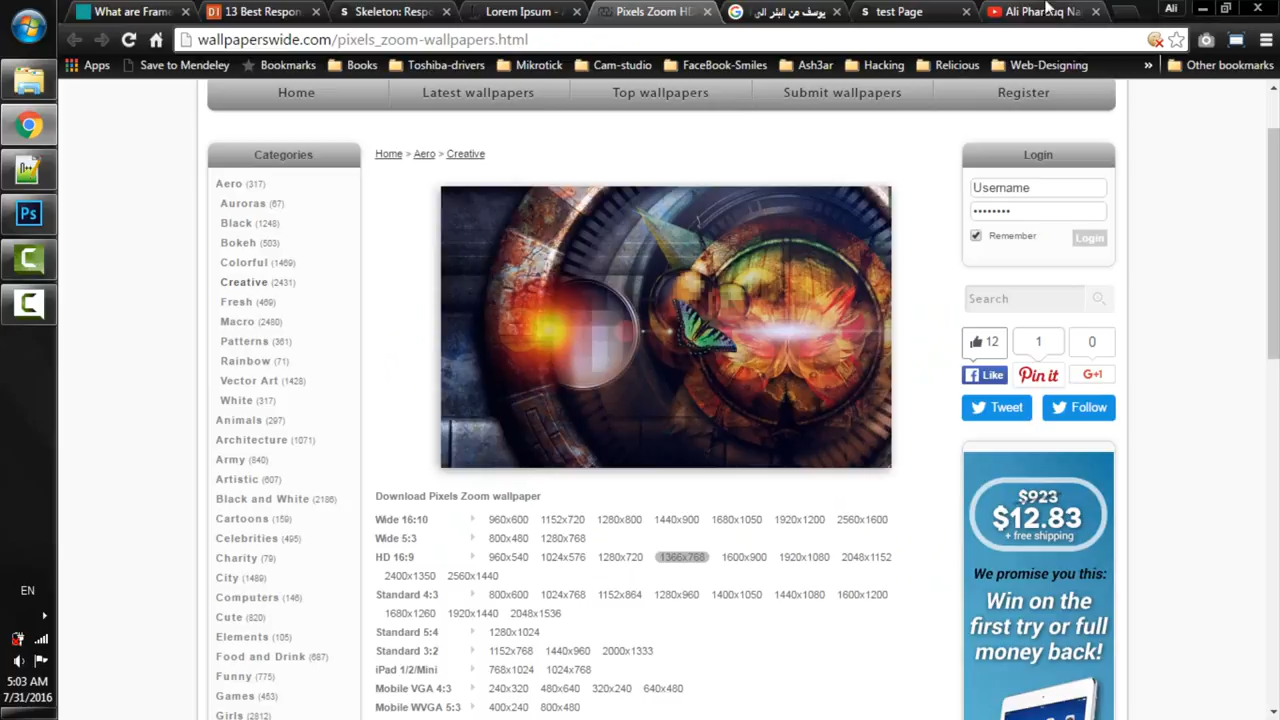 What are Frame
13 Best Respon
Skeleton: Resp
Lorem Ipsum -
Pixels Zoom HD
يوسف من البئر الى
test Page
Ali Pharouq Na
Ali
wallpaperswide.com/pixels_zoom-wallpapers.html
Apps
Save to Mendeley
Bookmarks
Books
Toshiba-drivers
Mikrotick
Cam-studio
FaceBook-Smiles
Ash3ar
Hacking
Relicious
Web-Designing
»
Other bookmarks
Home
Latest wallpapers
Top wallpapers
Submit wallpapers
Register
Categories
Aero (317)
Auroras (67)
Black (1248)
Bokeh (503)
Colorful (1469)
Creative (2431)
Fresh (469)
Macro (2480)
Patterns (361)
Rainbow (71)
Vector Art (1428)
White (317)
Animals (297)
Architecture (1071)
Army (840)
Artistic (607)
Black and White (2186)
Cartoons (159)
Celebrities (495)
Charity (79)
City (1489)
Computers (146)
Cute (820)
Elements (105)
Food and Drink (687)
Funny (775)
Games (453)
Girls (2812)
Home > Aero > Creative
Download Pixels Zoom wallpaper
Wide 16:10 960x600 1152x720 1280x800 1440x900 1680x1050 1920x1200 2560x1600
Wide 5:3 800x480 1280x768
HD 16:9 960x540 1024x576 1280x720 1366x768 1600x900 1920x1080 2048x1152
2400x1350 2560x1440
Standard 4:3 800x600 1024x768 1152x864 1280x960 1400x1050 1440x1080 1600x1200
1680x1260 1920x1440 2048x1536
Standard 5:4 1280x1024
Standard 3:2 1152x768 1440x960 2000x1333
iPad 1/2/Mini 768x1024 1024x768
Mobile VGA 4:3 240x320 480x640 320x240 640x480
Mobile WVGA 5:3 400x240 800x480
Login
Username
••••••••
Remember
Login
Search
12
1
0
Like
Pin it
G+1
Tweet
Follow
$923
$12.83
+ free shipping
We promise you this:
Win on the
first try or full
money back!
Ps
EN
5:03 AM
7/31/2016